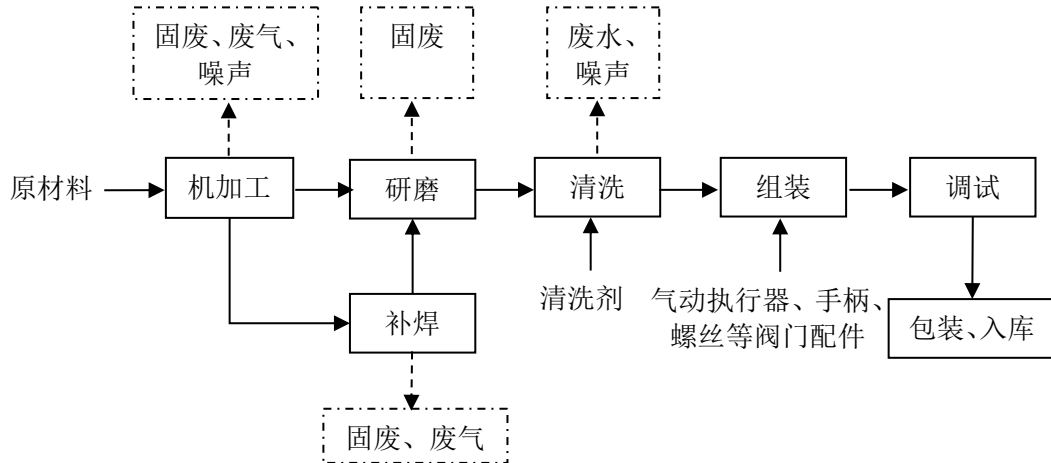 固废、废气、
噪声
固废
废水、
噪声
原材料
机加工
研磨
清洗
组装
调试
补焊
清洗剂
气动执行器、手柄、
螺丝等阀门配件
包装、入库
固废、废气